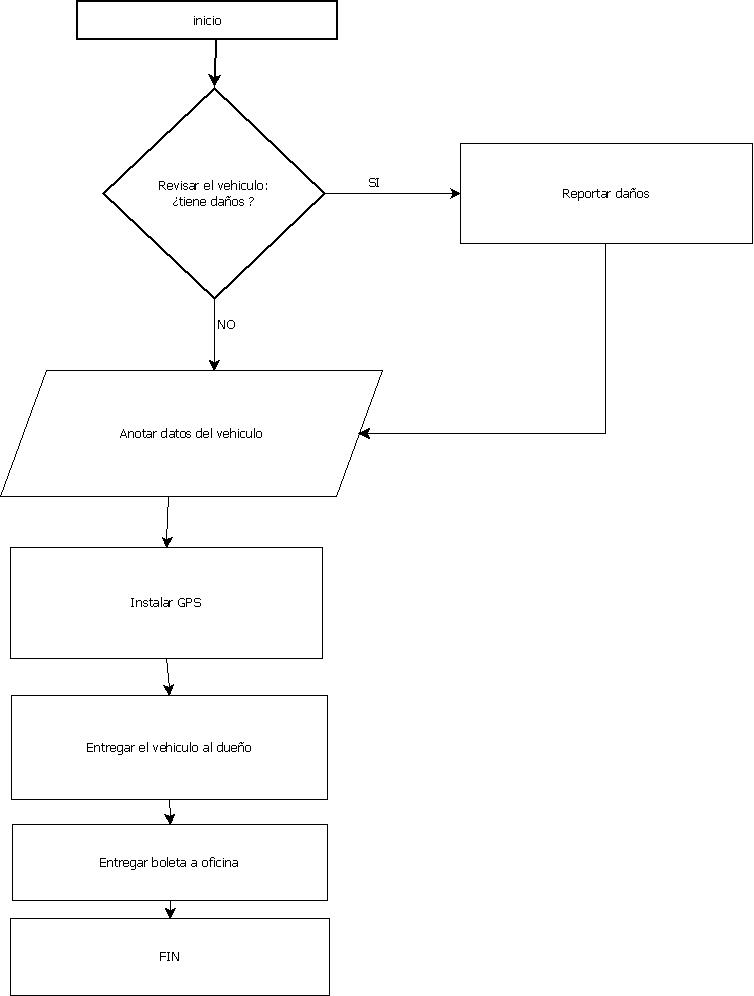 inicio
Revisar el vehiculo:
¿tiene daños ?
SI
Reportar daños
NO
Anotar datos del vehiculo
Instalar GPS
Entregar el vehiculo al dueño
Entregar boleta a oficina
FIN